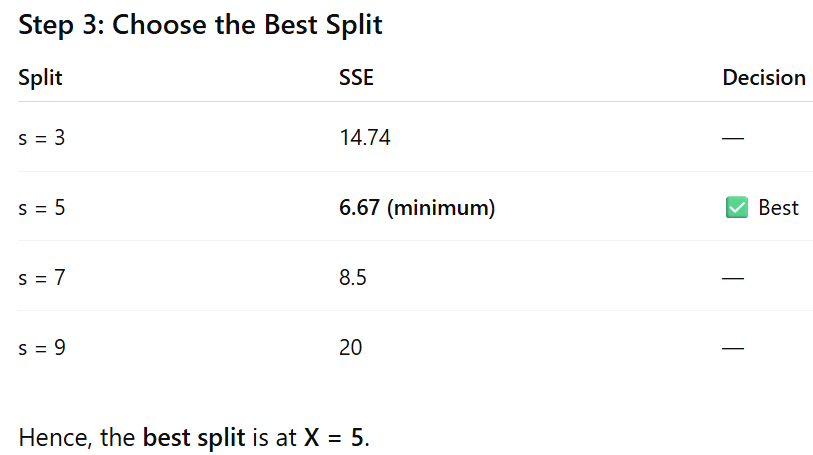 Step 3: Choose the Best Split
Split SSE Decision
s = 3 14.74 —
s = 5 6.67 (minimum) ✅ Best
s = 7 8.5 —
s = 9 20 —
Hence, the best split is at X = 5.